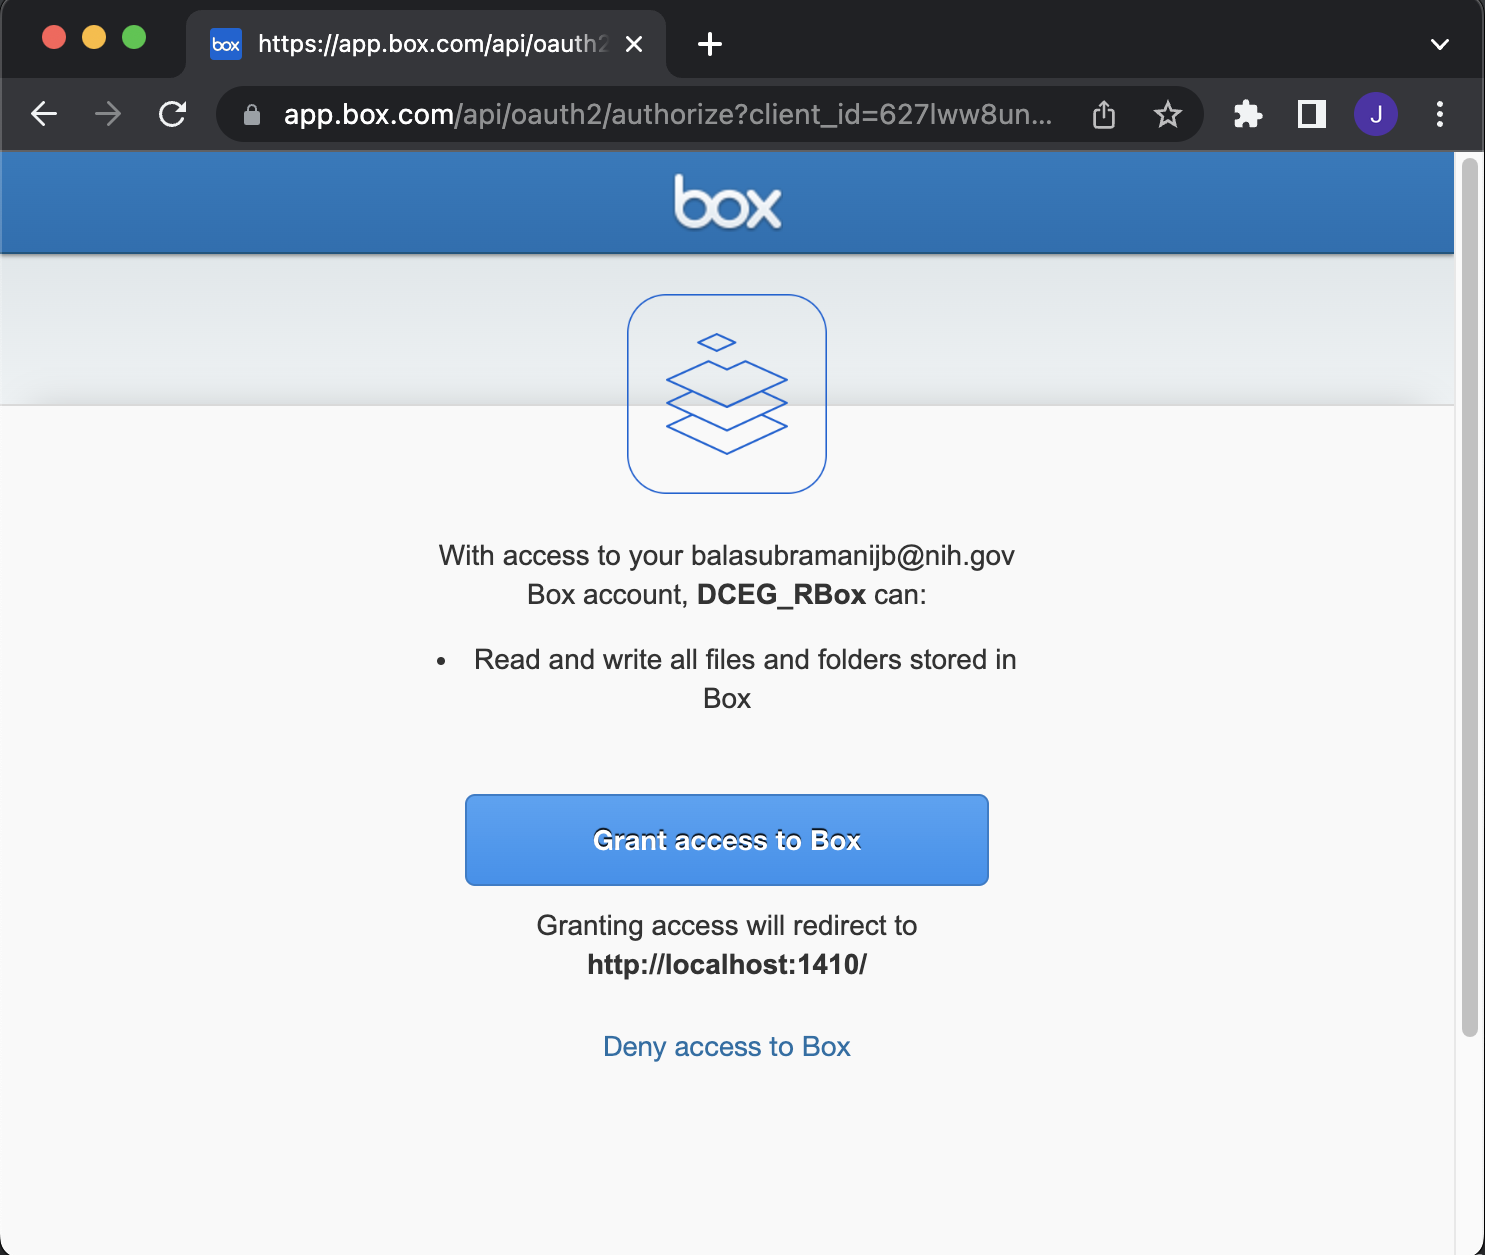 box https://app.box.com/api/oauth2
app.box.com/api/oauth2/authorize?client_id=627lww8un...
J
box
With access to your balasubramanijb@nih.gov
Box account, DCEG_RBox can:
• Read and write all files and folders stored in
Box
Grant access to Box
Granting access will redirect to
http://localhost:1410/
Deny access to Box